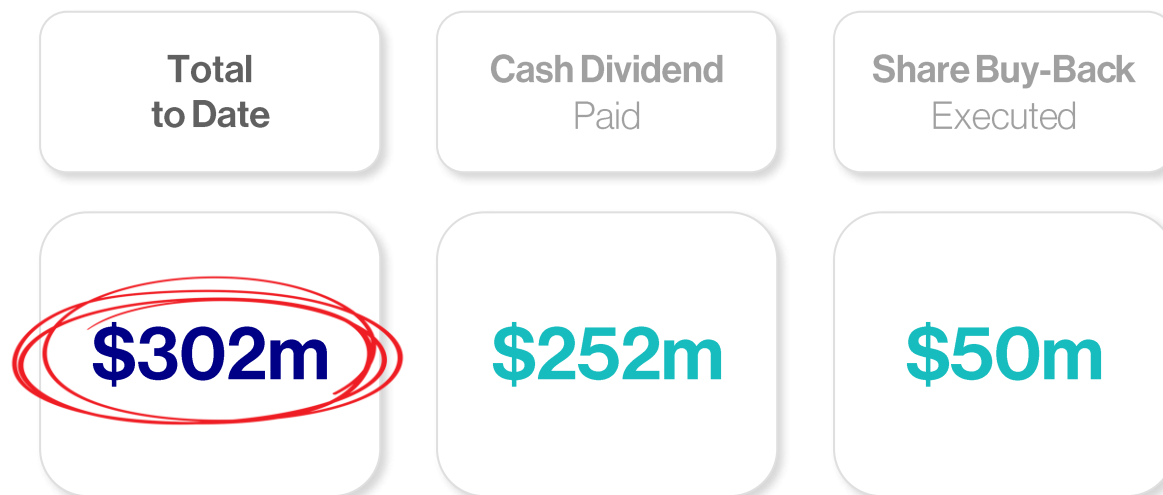 Total
to Date
Cash Dividend
Paid
Share Buy-Back
Executed
$302m
$252m
$50m